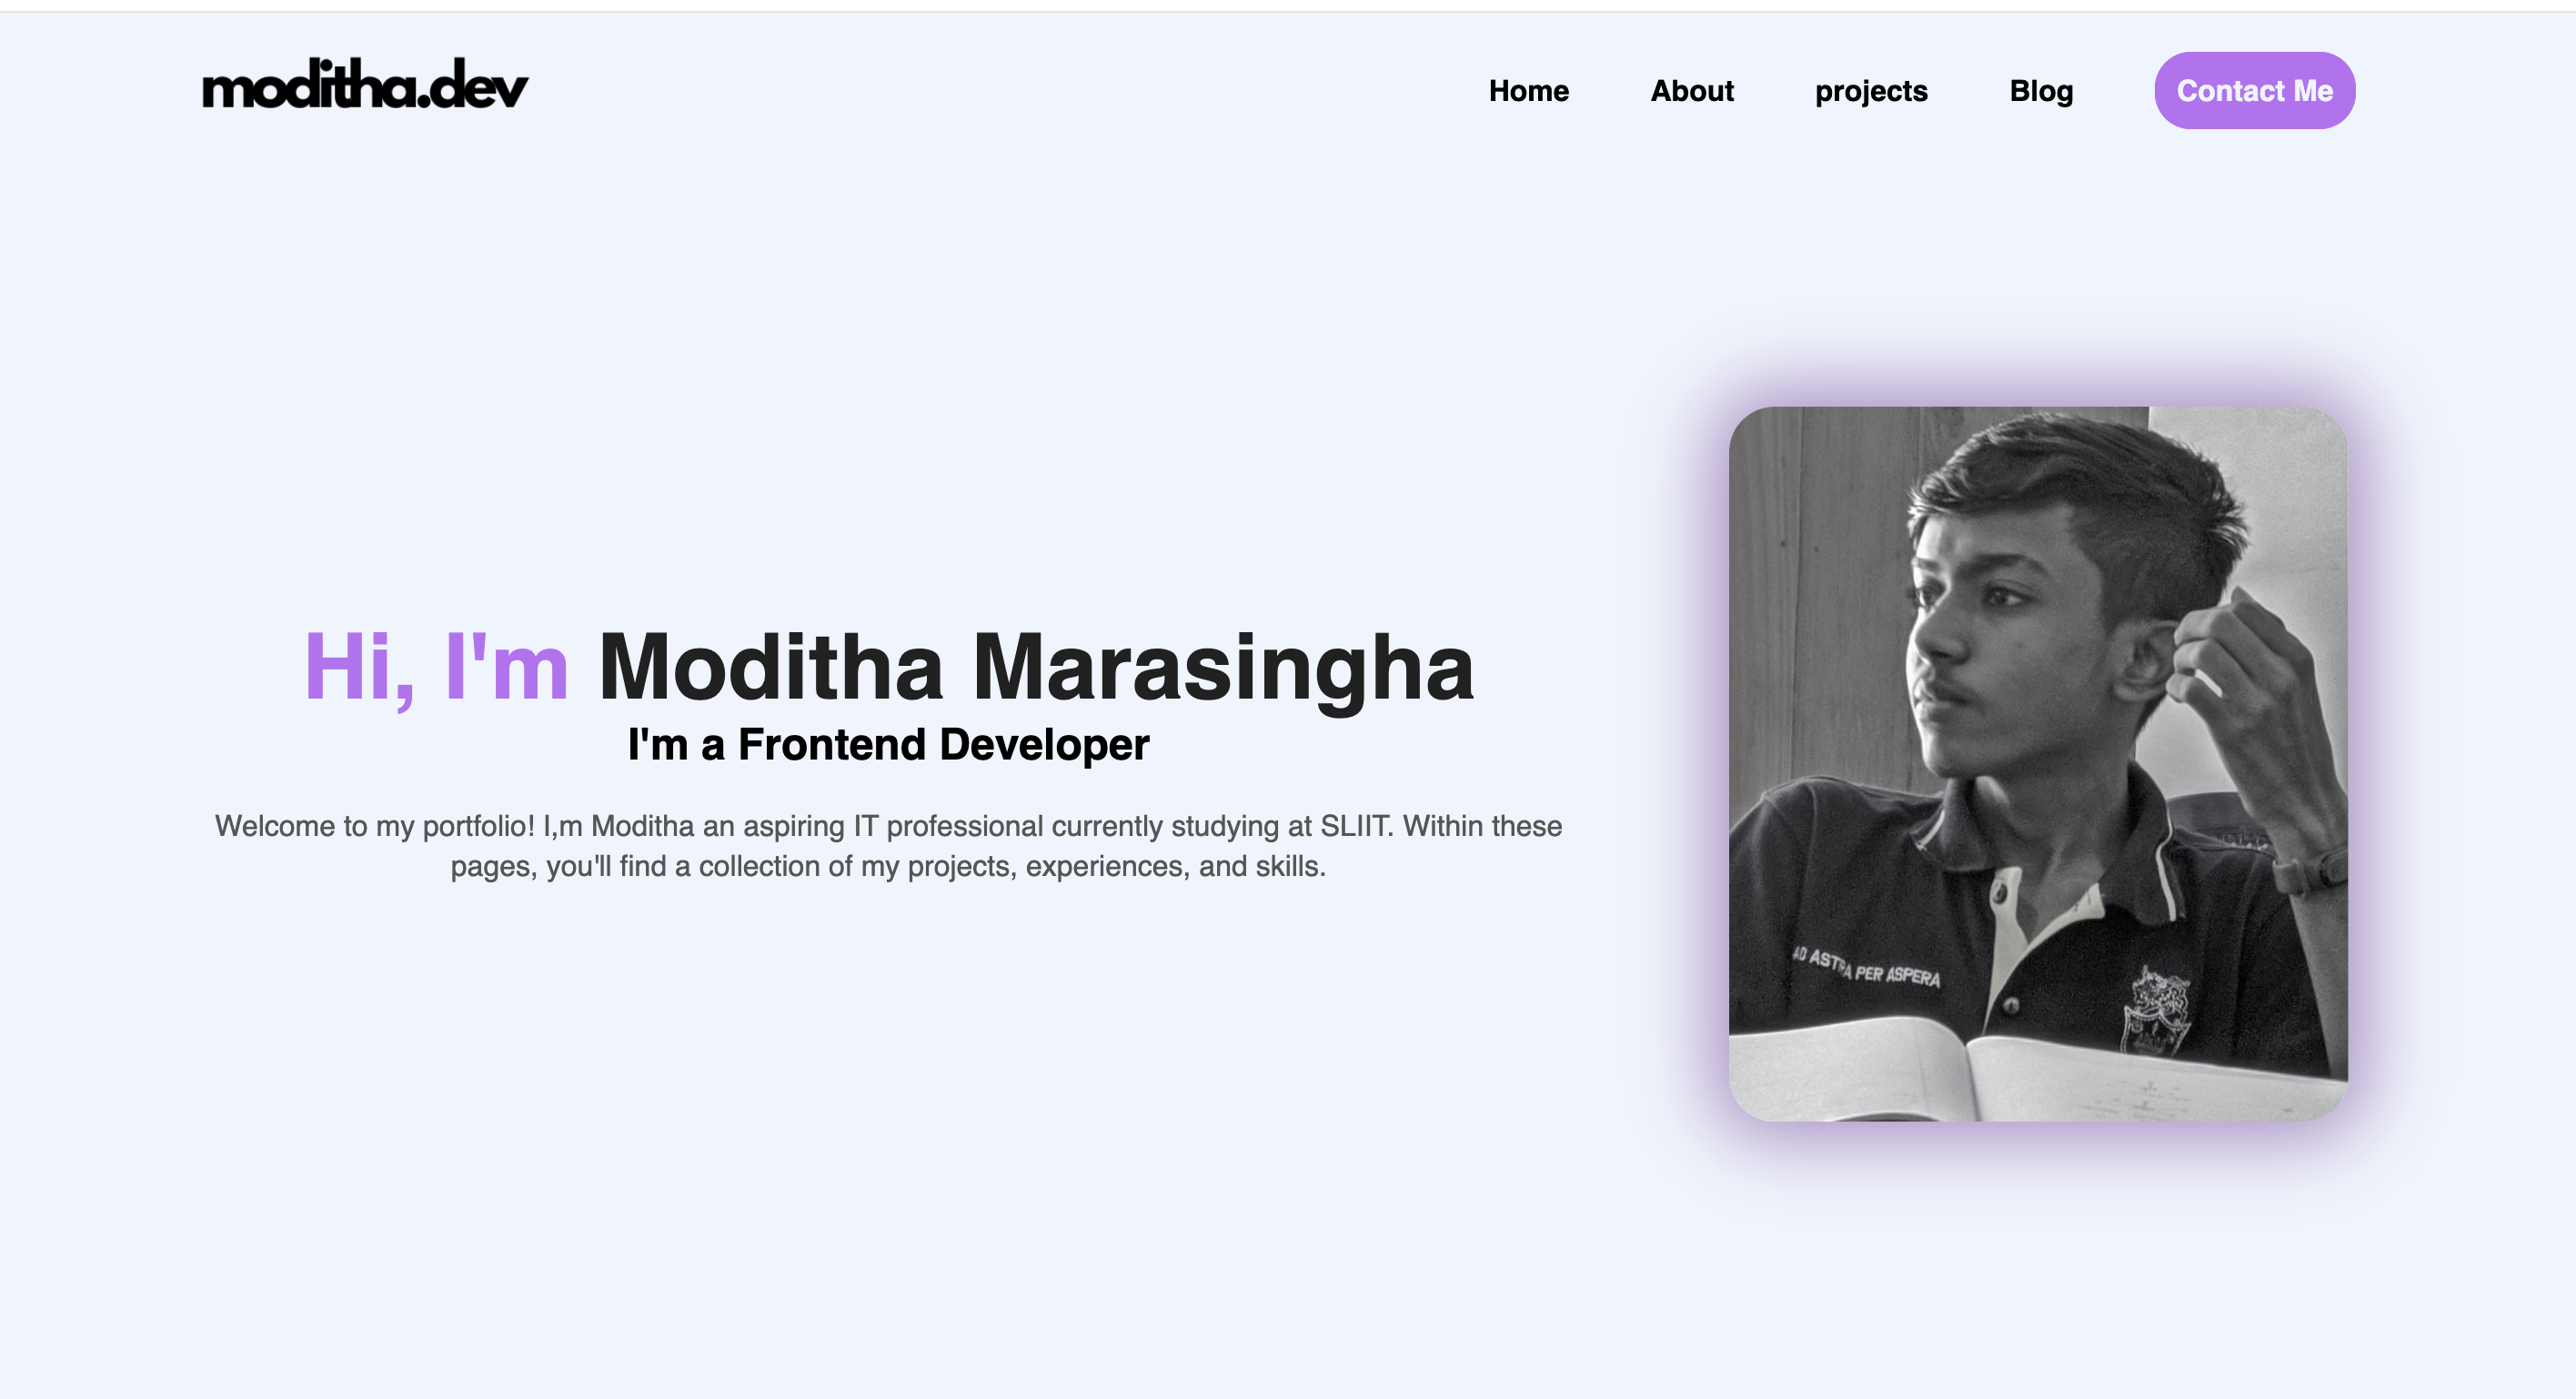 moditha.dev
Home About projects Blog Contact Me
Hi, I'm Moditha Marasingha
I'm a Frontend Developer
Welcome to my portfolio! I,m Moditha an aspiring IT professional currently studying at SLIIT. Within these
pages, you'll find a collection of my projects, experiences, and skills.
AD ASTRA PER ASPERA